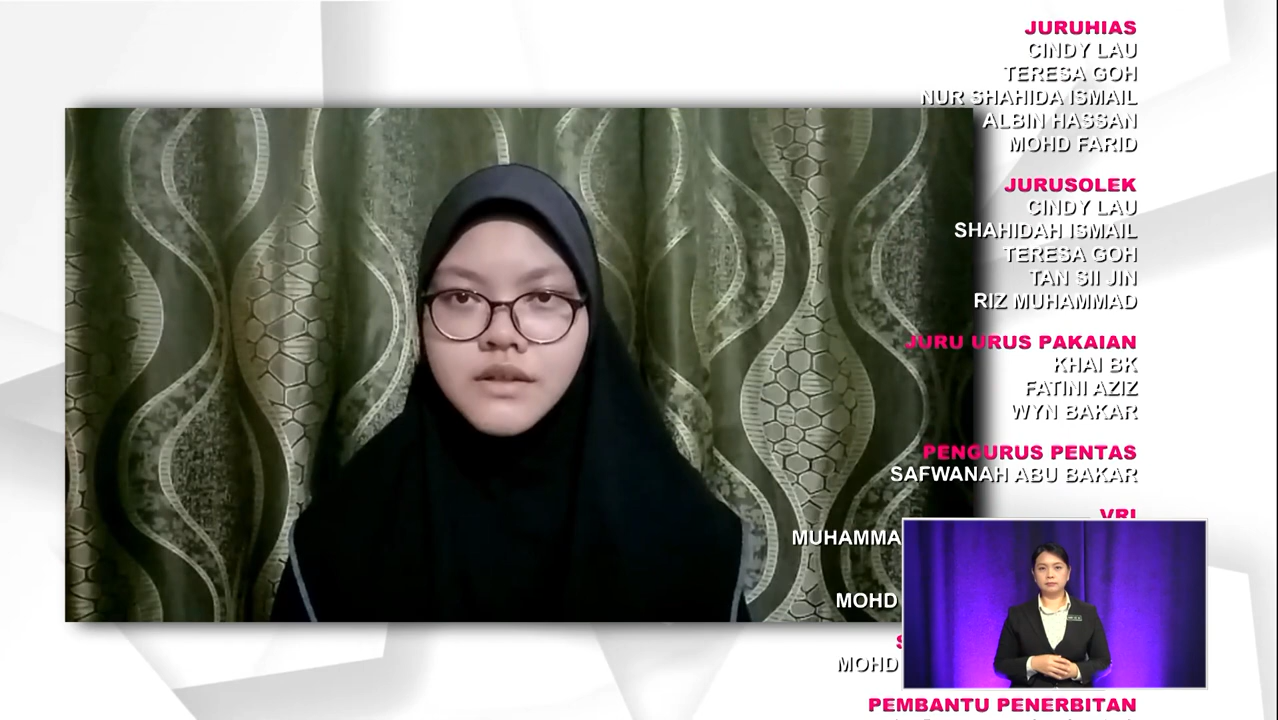 JURUHIAS
CINDY LAU
TERESA GOH
NUR SHAHIDA ISMAIL
ALBIN HASSAN
MOHD FARID
JURUSOLEK
CINDY LAU
SHAHIDAH ISMAIL
TERESA GOH
TAN SII JIN
RIZ MUHAMMAD
JURU URUS PAKAIAN
KHAI BK
FATINI AZIZ
WYN BAKAR
PENGURUS PENTAS
SAFWANAH ABU BAKAR
VRI
MOHD
MOHD
PEMBANTU PENERBITAN